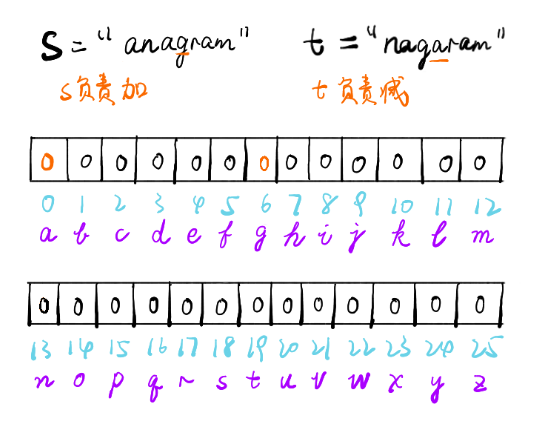 S = "anagram" t = "nagaram"
s负责加 t负责减
0 0 0 0 0 0 0 0 0 0 0 0 0
0 1 2 3 4 5 6 7 8 9 10 11 12
a b c d e f g h i j k l m
0 0 0 0 0 0 0 0 0 0 0 0 0
13 14 15 16 17 18 19 20 21 22 23 24 25
n o p q r s t u v w x y z